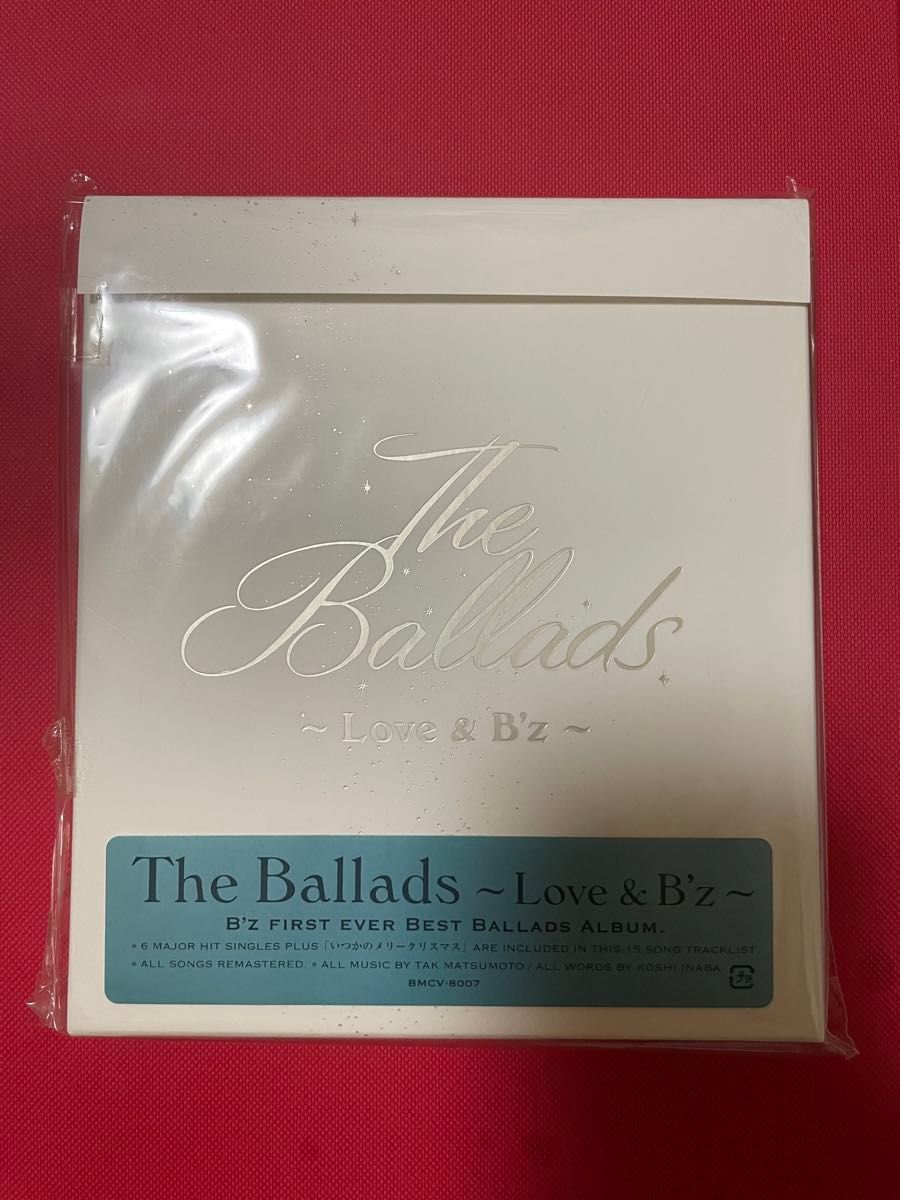 The
Ballads
~ Love & B'z ~
The Ballads ~Love & B'z~
B'z FIRST EVER BEST BALLADS ALBUM.
* 6 MAJOR HIT SINGLES PLUS「いつかのメリークリスマス」ARE INCLUDED IN THIS 15 SONG TRACKLIST
* ALL SONGS REMASTERED. * ALL MUSIC BY TAK MATSUMOTO / ALL WORDS BY KOSHI INABA
プラ
BMCV-8007